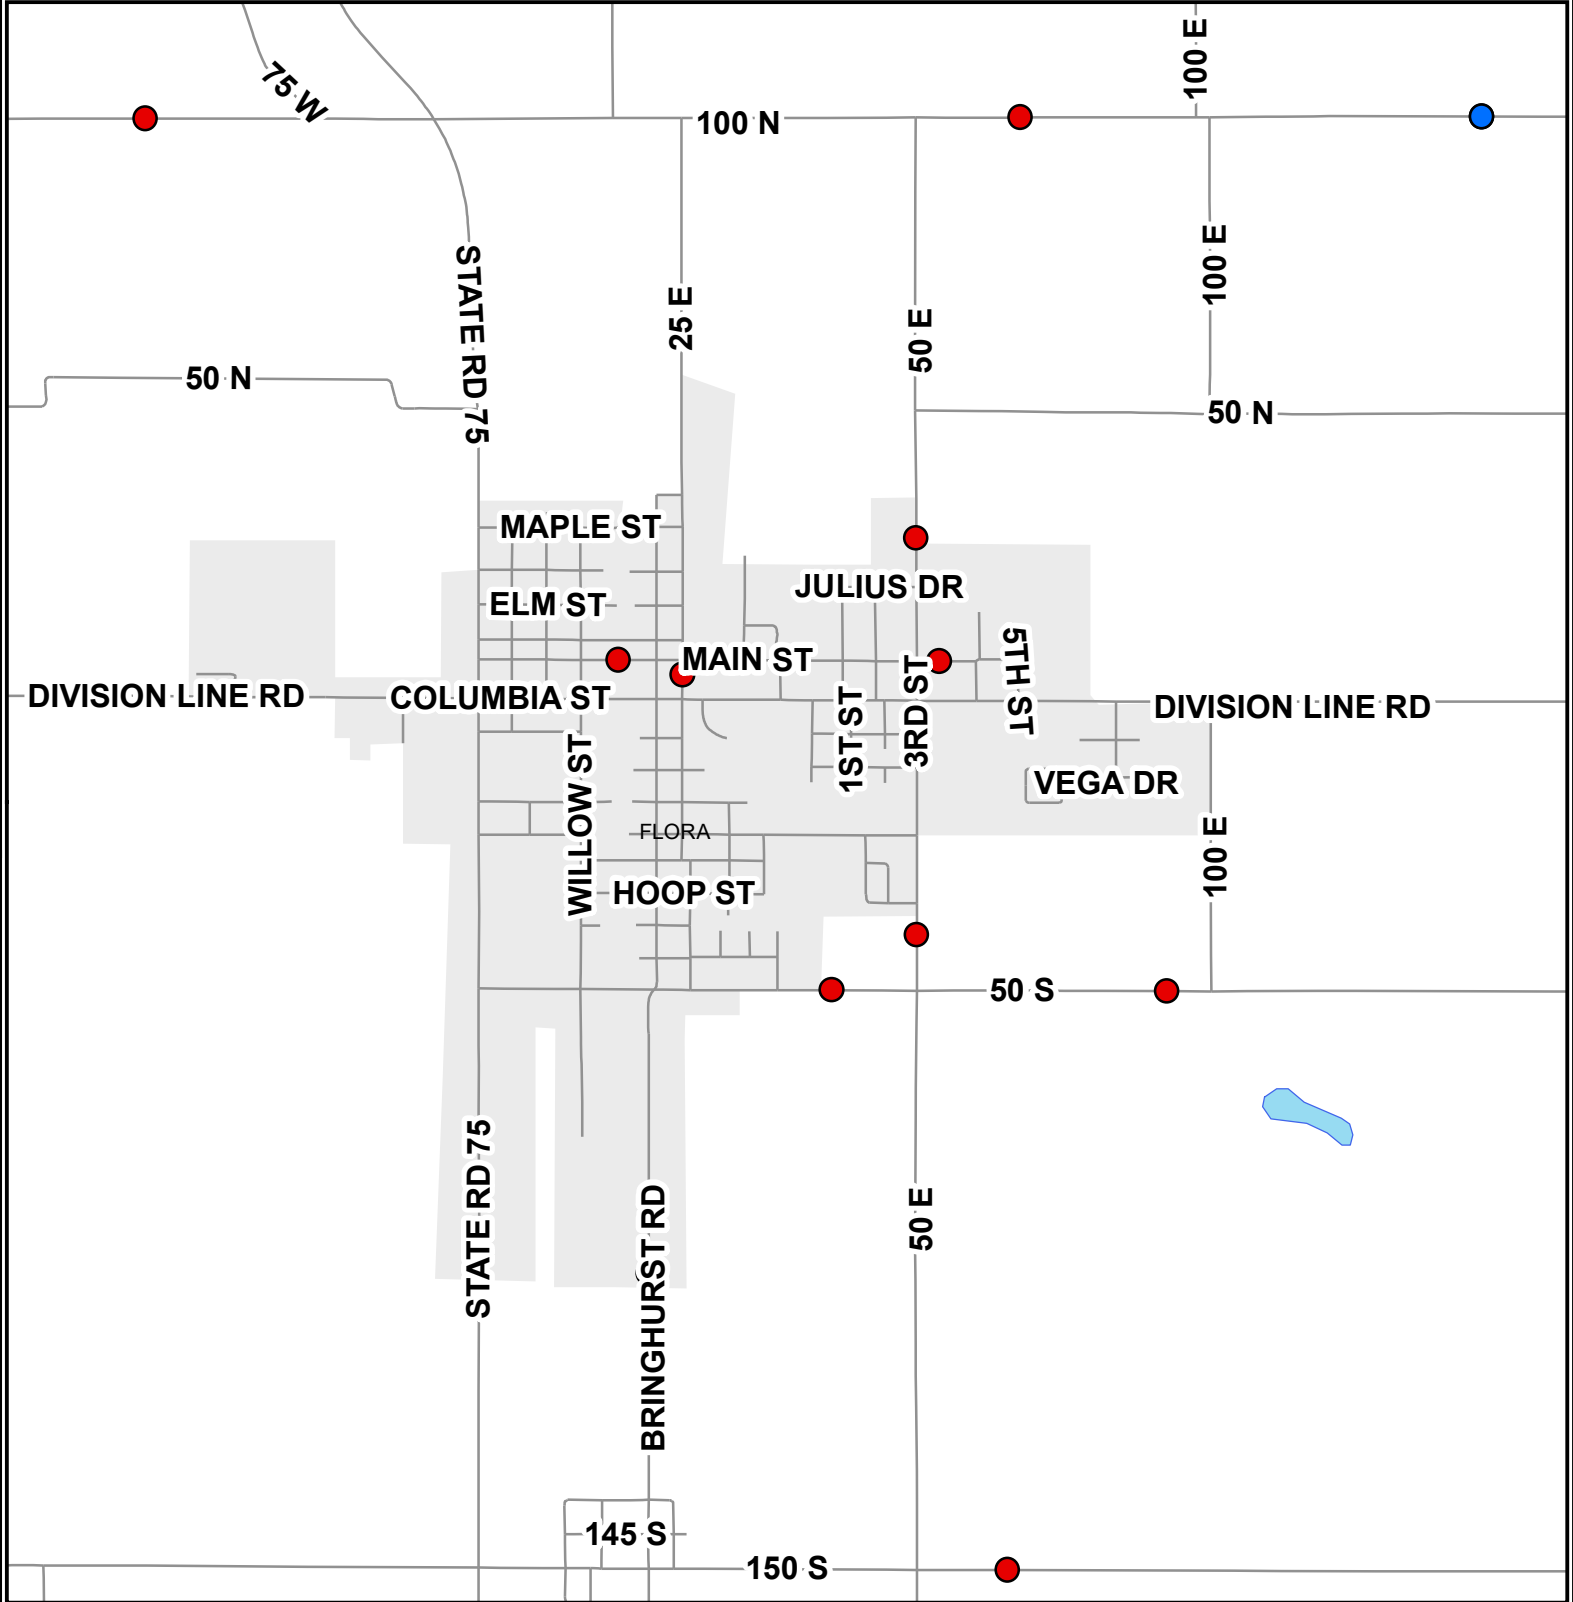 100 E
75 W
100 N
100 E
STATE RD 75
25 E
50 E
50 N
50 N
MAPLE ST
JULIUS DR
ELM ST
MAIN ST
5TH ST
DIVISION LINE RD
COLUMBIA ST
1ST ST
3RD ST
DIVISION LINE RD
WILLOW ST
VEGA DR
FLORA
100 E
HOOP ST
50 S
STATE RD 75
BRINGHURST RD
50 E
145 S
150 S